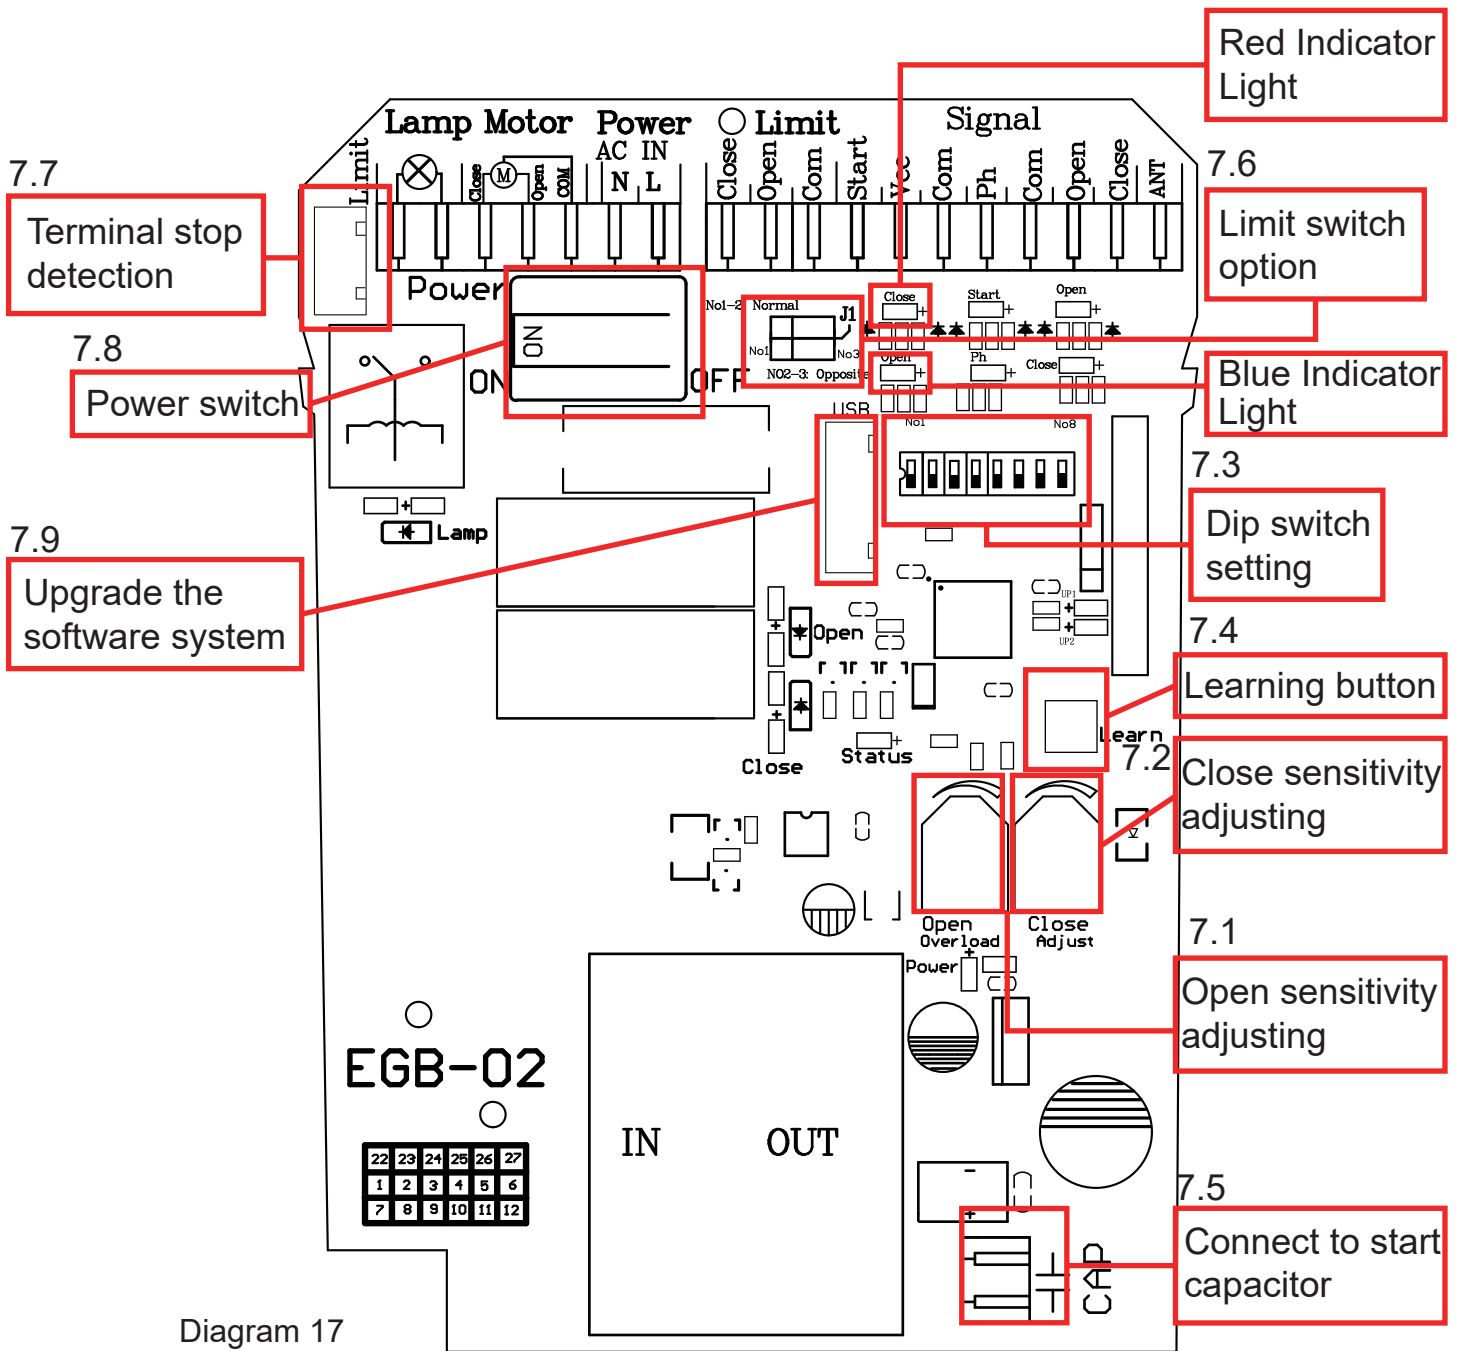 Red Indicator
Light
Lamp Motor Power Limit Signal
AC IN
N L
Limit
Close
M
Open
COM
Close
Open
Com
Start
Vcc
Com
Ph
Com
Open
Close
ANT
7.7
Terminal stop
detection
7.6
Limit switch
option
Power
ON
ON
OFF
No1-2 Normal
J1
No1
No3
NO2-3: Opposite
Close
Start
Open
Open
Ph
Close
7.8
Power switch
Blue Indicator
Light
USB
No1
No8
7.3
Dip switch
setting
Lamp
7.9
Upgrade the
software system
UP1
UP2
Open
7.4
Learning button
Learn
Status
Close
7.2
Close sensitivity
adjusting
Open
Overload
Close
Adjust
Power
7.1
Open sensitivity
adjusting
EGB-02
IN OUT
22 23 24 25 26 27
1 2 3 4 5 6
7 8 9 10 11 12
7.5
Connect to start
capacitor
CAP
Diagram 17